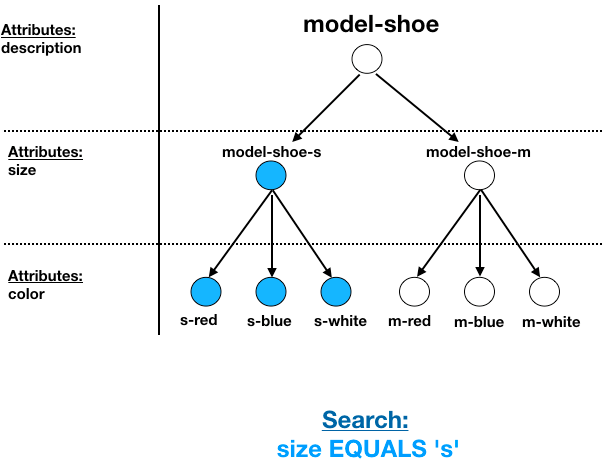 model-shoe
Attributes:
description
Attributes:
size
model-shoe-s
model-shoe-m
Attributes:
color
s-red
s-blue
s-white
m-red
m-blue
m-white
Search:
size EQUALS 's'